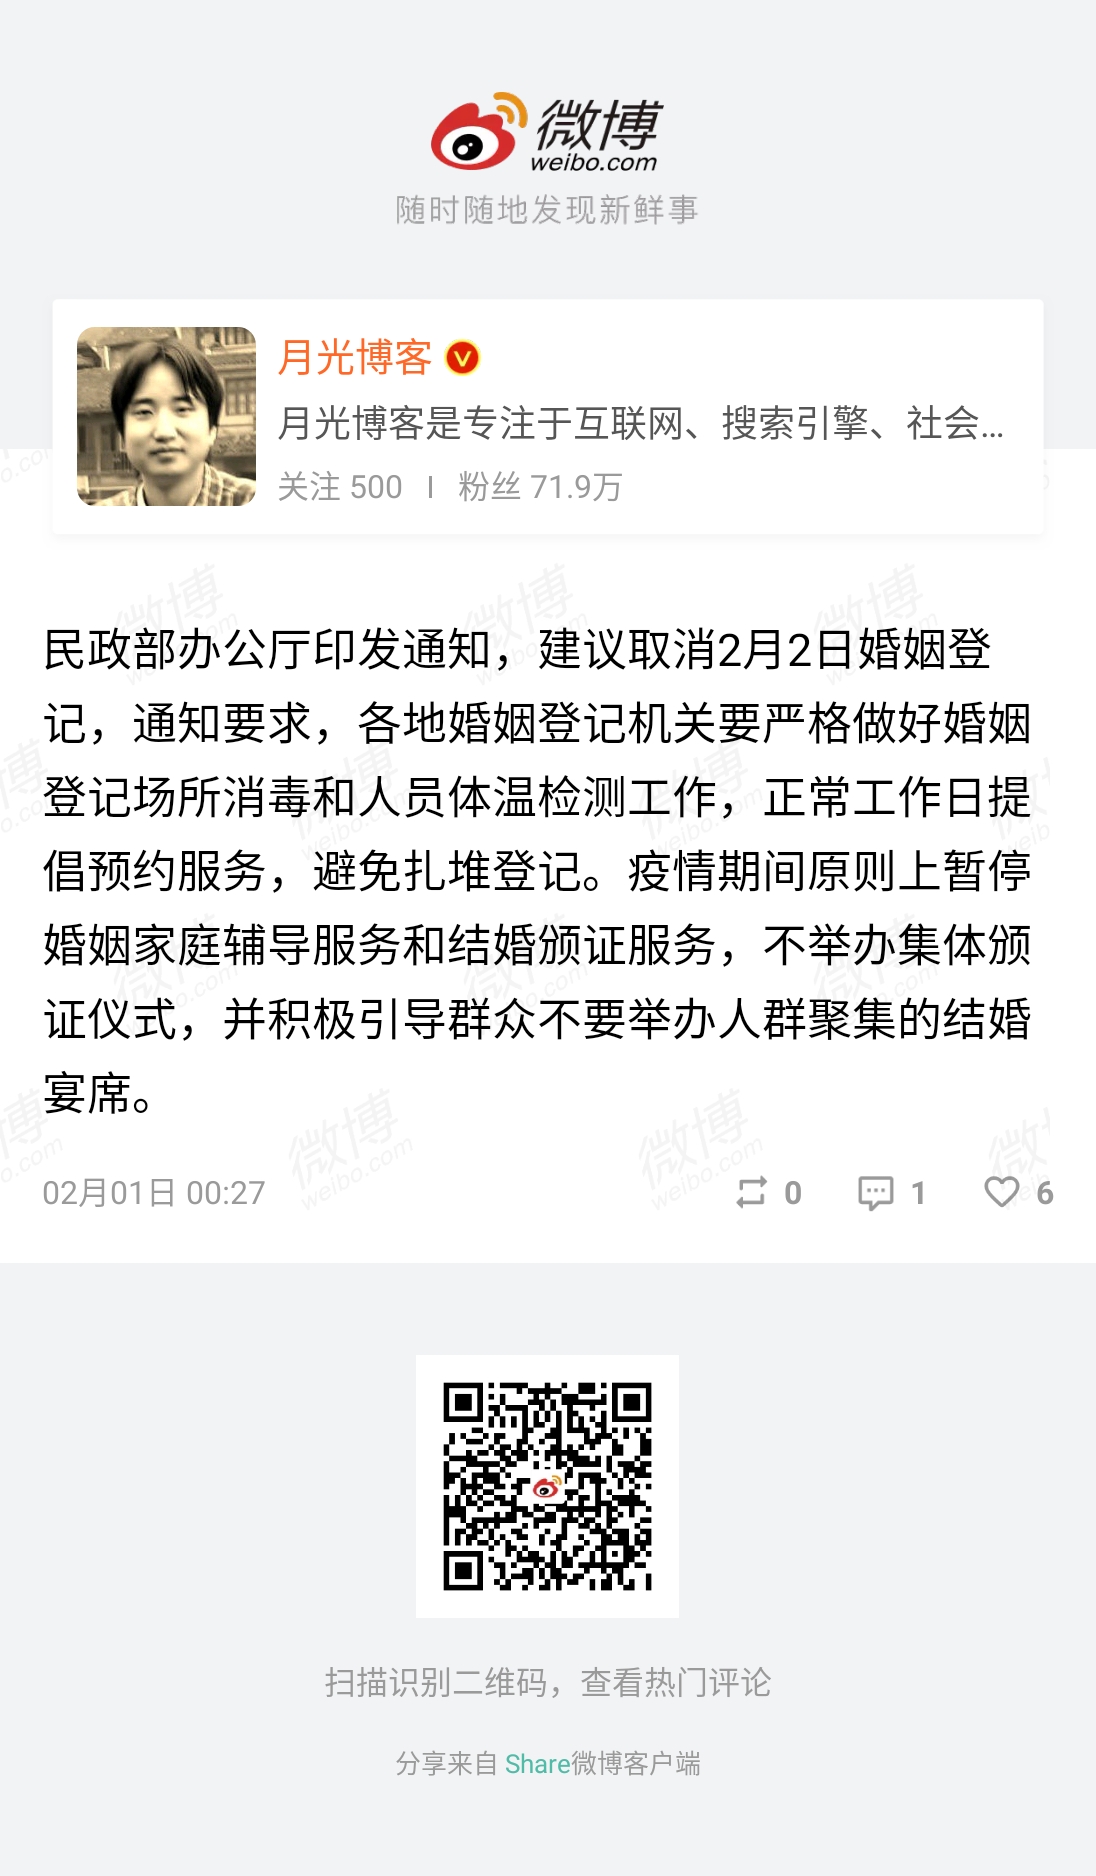 微博
weibo.com
随时随地发现新鲜事
月光博客
月光博客是专注于互联网、搜索引擎、社会...
关注 500 | 粉丝 71.9万
民政部办公厅印发通知，建议取消2月2日婚姻登
记，通知要求，各地婚姻登记机关要严格做好婚姻
登记场所消毒和人员体温检测工作，正常工作日提
倡预约服务，避免扎堆登记。疫情期间原则上暂停
婚姻家庭辅导服务和结婚颁证服务，不举办集体颁
证仪式，并积极引导群众不要举办人群聚集的结婚
宴席。
02月01日 00:27 0 1 6
扫描识别二维码，查看热门评论
分享来自 Share微博客户端